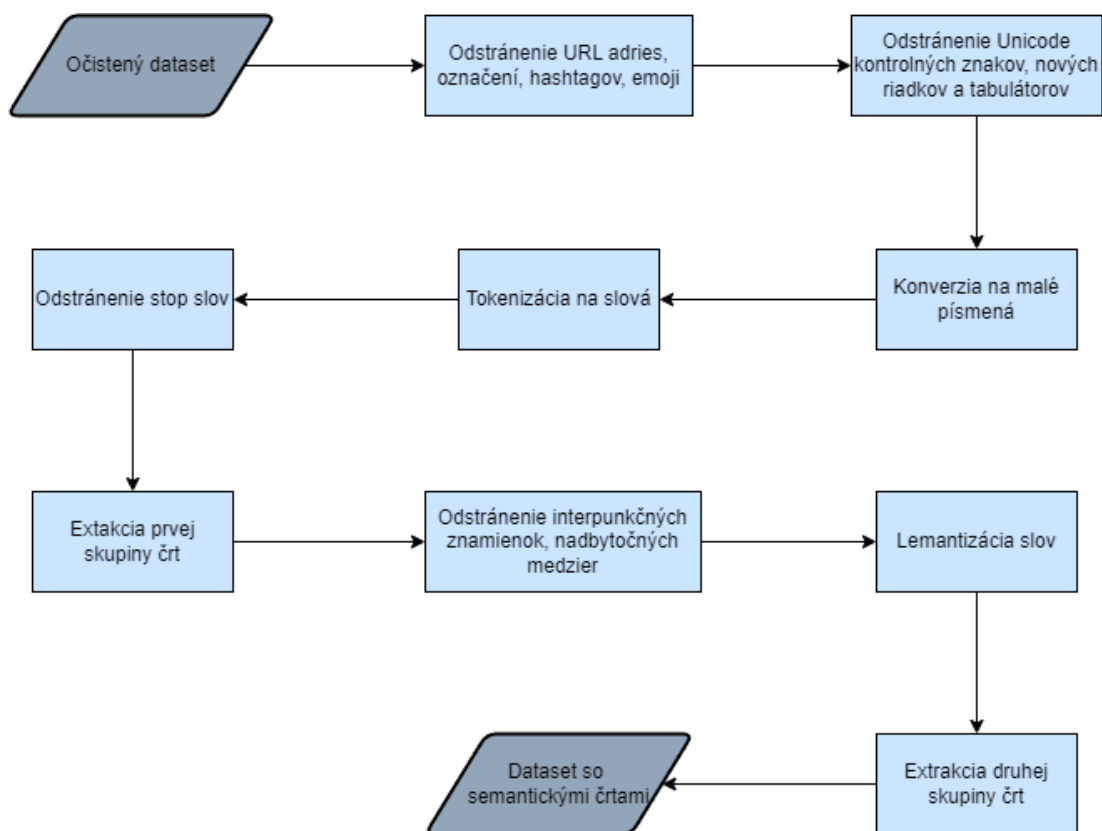 Očistený dataset
Odstránenie URL adries,
označení, hashtagov, emoji
Odstránenie Unicode
kontrolných znakov, nových
riadkov a tabulátorov
Konverzia na malé
písmená
Tokenizácia na slová
Odstránenie stop slov
Extakcia prvej
skupiny čŕt
Odstránenie interpunkčných
znamienok, nadbytočných
medzier
Lemantizácia slov
Extrakcia druhej
skupiny čŕt
Dataset so
semantickými črtami